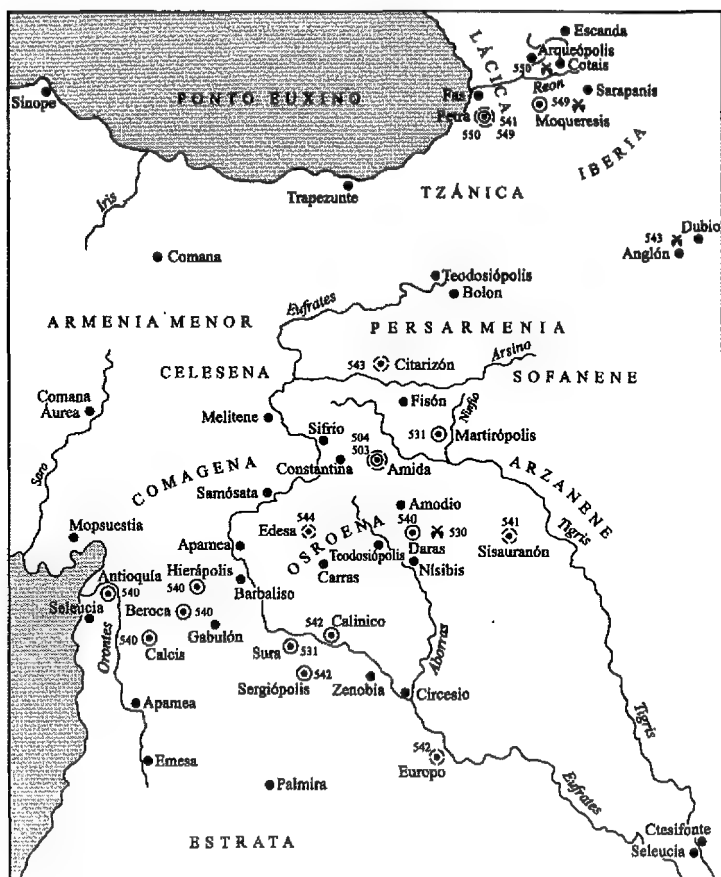 Escanda
Arqueópolis
550
Cotais
LÁCICA
Reon
Sinope
PONTO EUXINO
Fas
Sarapanis
Petra
541
549
550
549
Moqueresis
IBERIA
Trapezunte
TZÁNICA
Iris
Dubio
543
Anglón
Comana
Teodosiópolis
Bolon
Eufrates
ARMENIA MENOR
PERSARMENIA
Arsino
543
Citarizón
CELESENA
SOFANENE
Comana
Áurea
Fisón
Melitene
Ninfio
Sifrio
504
503
531
Martirópolis
Constantina
Amida
Saro
COMAGENA
ARZANENE
Samósata
Amodio
Mopsuestia
544
Edesa
OSROENA
540
530
541
Tigris
Apamea
Teodosiópolis
Daras
Sisauranón
Antioquía
540
Hierápolis
540
Carras
Nísibis
Barbaliso
Seleucia
Beroca
540
Gabulón
542
Calinico
540
Calcis
Orontes
Sura
531
Aborras
542
Sergiópolis
Zenobia
Circesio
Apamea
Tigris
Emesa
542
Europo
Palmira
Eufrates
ESTRATA
Ctesifonte
Seleucia